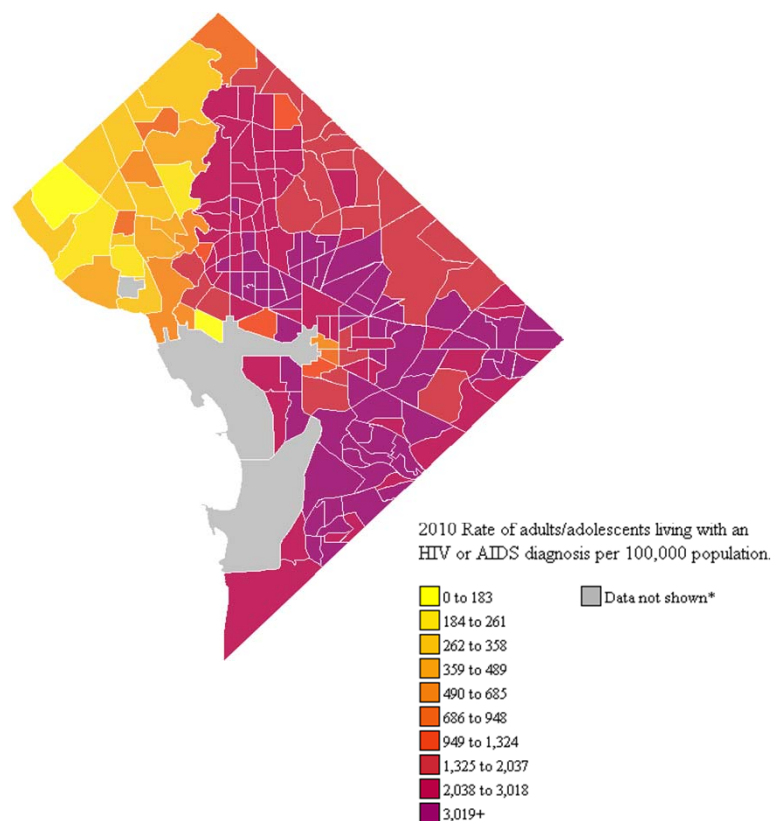 2010 Rate of adults/adolescents living with an
HIV or AIDS diagnosis per 100,000 population.
0 to 183
Data not shown*
184 to 261
262 to 358
359 to 489
490 to 685
686 to 948
949 to 1,324
1,325 to 2,037
2,038 to 3,018
3,019+